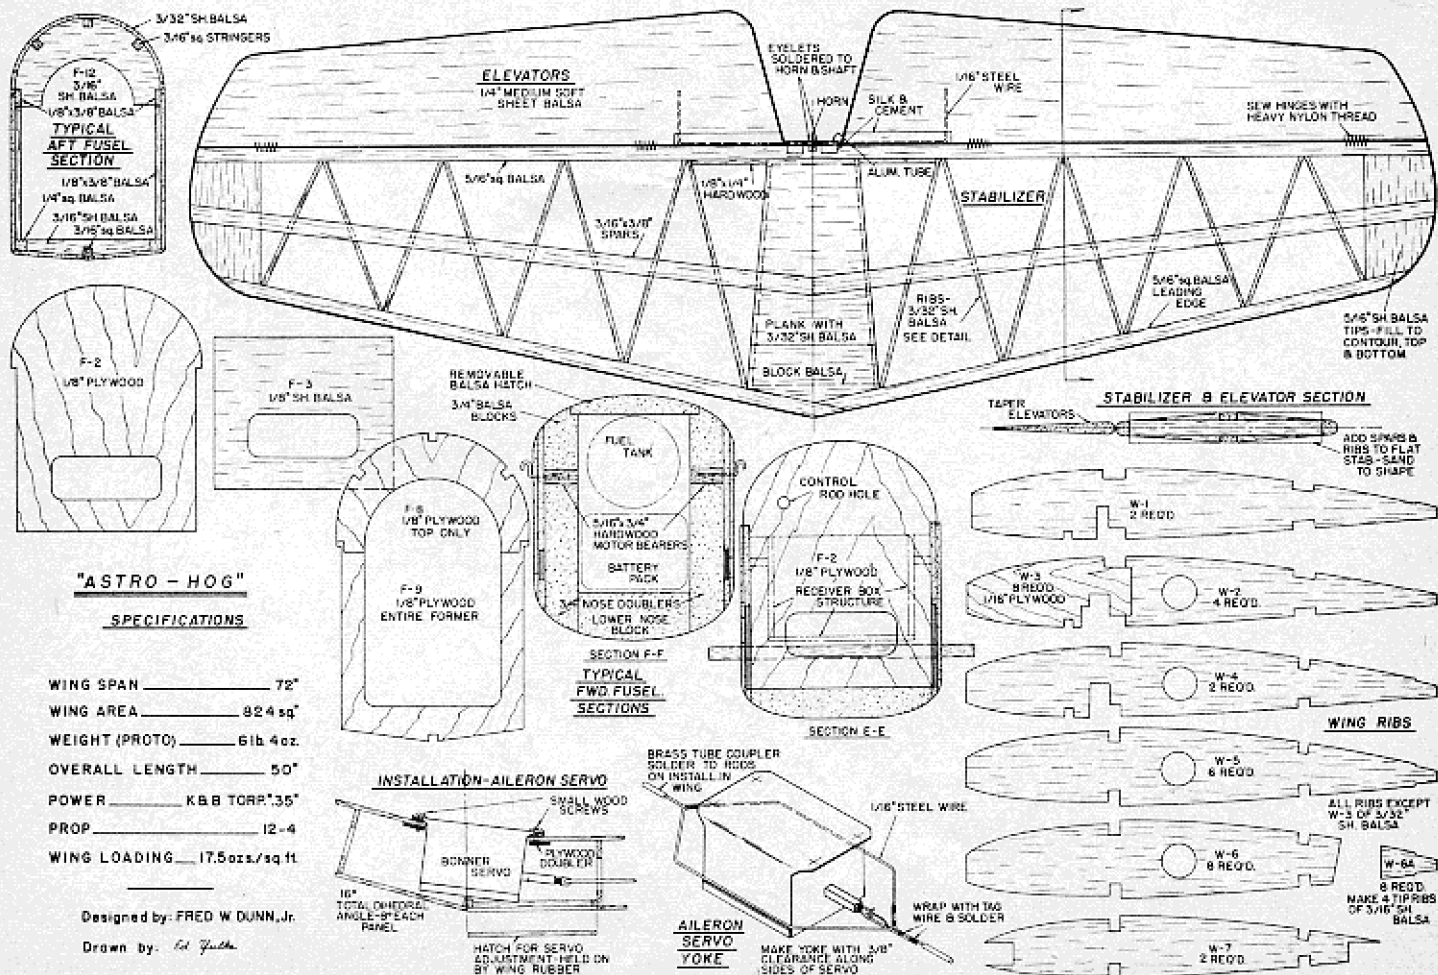 3/32" SH. BALSA
3/16" sq. STRINGERS
F-12
3/16"
SH. BALSA
1/8"x3/8" BALSA
TYPICAL
AFT FUSEL.
SECTION
1/8"x3/8" BALSA
1/4" sq. BALSA
3/16" SH. BALSA
3/16" sq. BALSA
ELEVATORS
1/4" MEDIUM SOFT
SHEET BALSA
EYELETS
SOLDERED TO
HORN & SHAFT
HORN
SILK &
CEMENT
1/16" STEEL
WIRE
SEW HINGES WITH
HEAVY NYLON THREAD
5/16" sq. BALSA
1/8"x1/4"
HARDWOOD
ALUM. TUBE
STABILIZER
3/16"x3/8"
SPARS
RIBS-
3/32" SH.
BALSA
SEE DETAIL
5/16" sq. BALSA
LEADING
EDGE
PLANK WITH
3/32" SH. BALSA
BLOCK BALSA
5/16" SH. BALSA
TIPS-FILL TO
CONTOUR, TOP
& BOTTOM
F-2
1/8" PLYWOOD
F-3
1/8" SH. BALSA
REMOVABLE
BALSA HATCH
3/4" BALSA
BLOCKS
FUEL
TANK
5/16"x3/4"
HARDWOOD
MOTOR BEARERS
BATTERY
PACK
3/4" NOSE DOUBLERS
LOWER NOSE
BLOCK
SECTION F-F
TYPICAL
FWD. FUSEL.
SECTIONS
1/8" PLYWOOD
TOP ONLY
F-9
1/8" PLYWOOD
ENTIRE FORMER
CONTROL
ROD HOLE
F-2
1/8" PLYWOOD
RECEIVER BOX
STRUCTURE
SECTION E-E
STABILIZER & ELEVATOR SECTION
TAPER
ELEVATORS
ADD SPARS &
RIBS TO FLAT
STAB-SAND
TO SHAPE
W-1
2 REQ'D.
W-3
8 REQ'D.
1/16" PLYWOOD
W-2
4 REQ'D.
W-4
2 REQ'D.
WING RIBS
W-5
6 REQ'D.
ALL RIBS EXCEPT
W-3 OF 3/32"
SH. BALSA
W-6
8 REQ'D.
W-6A
8 REQ'D.
MAKE 4 TIP RIBS
OF 3/16" SH.
BALSA
W-7
2 REQ'D.
"ASTRO-HOG"
SPECIFICATIONS
WING SPAN 72"
WING AREA 824 sq"
WEIGHT (PROTO) 6 lb. 4 oz.
OVERALL LENGTH 50"
POWER K&B TORP. ".35"
PROP 12-4
WING LOADING 17.5 ozs./sq. ft.
Designed by: FRED W. DUNN, Jr.
Drawn by:
INSTALLATION-AILERON SERVO
SMALL WOOD
SCREWS
PLYWOOD
DOUBLER
BONNER
SERVO
16°
TOTAL DIHEDRAL
ANGLE-8° EACH
PANEL
HATCH FOR SERVO
ADJUSTMENT-HELD ON
BY WING RUBBER
BRASS TUBE COUPLER
SOLDER TO RODS
ON INSTALL. IN
WING
1/16" STEEL WIRE
WRAP WITH TAG
WIRE & SOLDER
AILERON
SERVO
YOKE
MAKE YOKE WITH 3/8"
CLEARANCE ALONG
SIDES OF SERVO